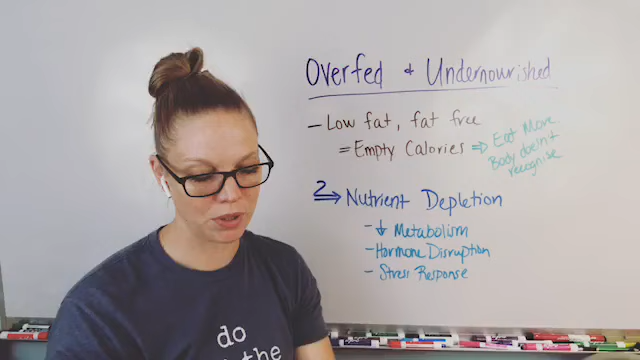 Overfed & Undernourished
- Low fat, fat free
= Empty Calories ⇒ Eat More
Body doesn't
recognise
2 ⇒ Nutrient Depletion
- ↓ Metabolism
- Hormone Disruption
- Stress Response
do
the